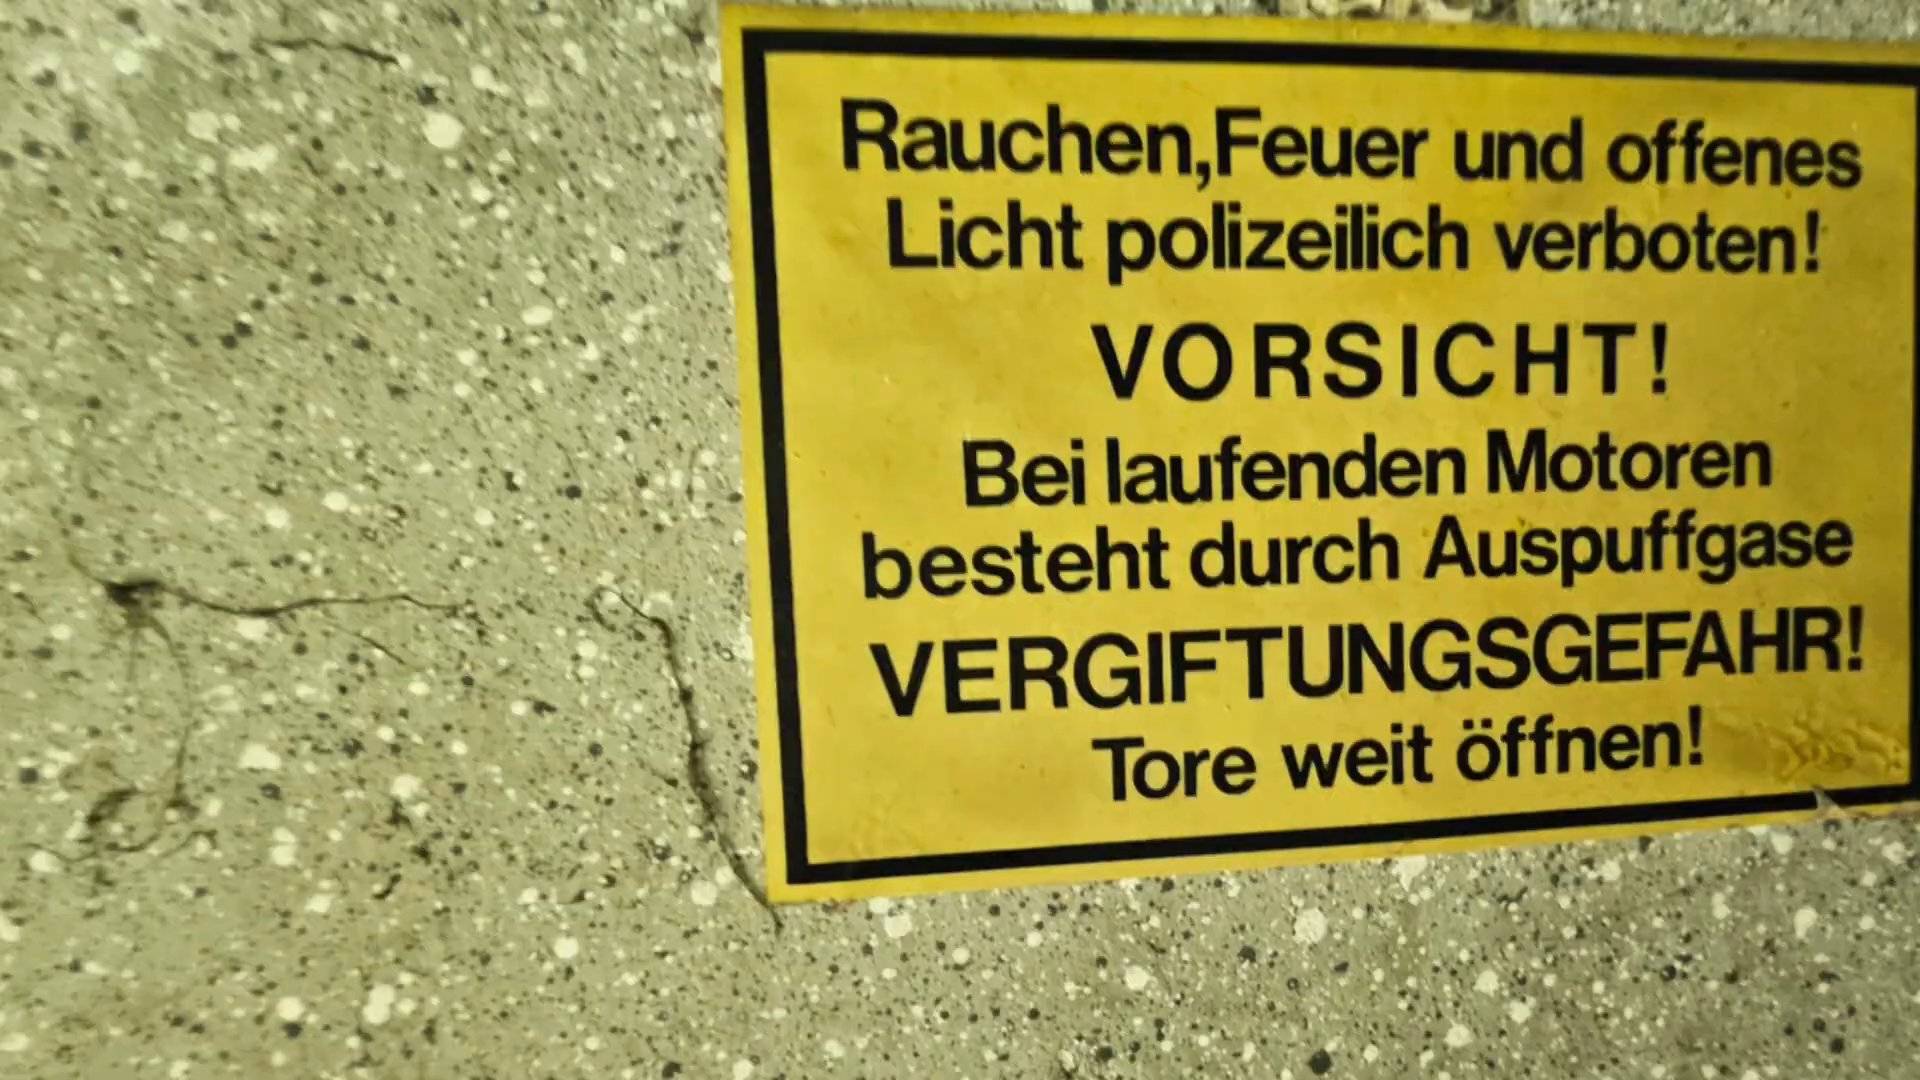 Rauchen,Feuer und offenes
Licht polizeilich verboten!
VORSICHT!
Bei laufenden Motoren
besteht durch Auspuffgase
VERGIFTUNGSGEFAHR!
Tore weit öffnen!